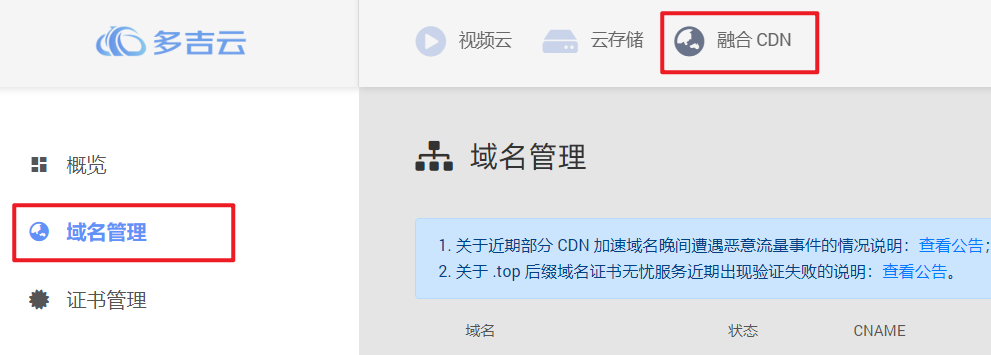 多吉云
视频云
云存储
融合 CDN
概览
域名管理
证书管理
域名管理
1. 关于近期部分 CDN 加速域名晚间遭遇恶意流量事件的情况说明：查看公告；
2. 关于 .top 后缀域名证书无忧服务近期出现验证失败的说明：查看公告。
域名 状态 CNAME